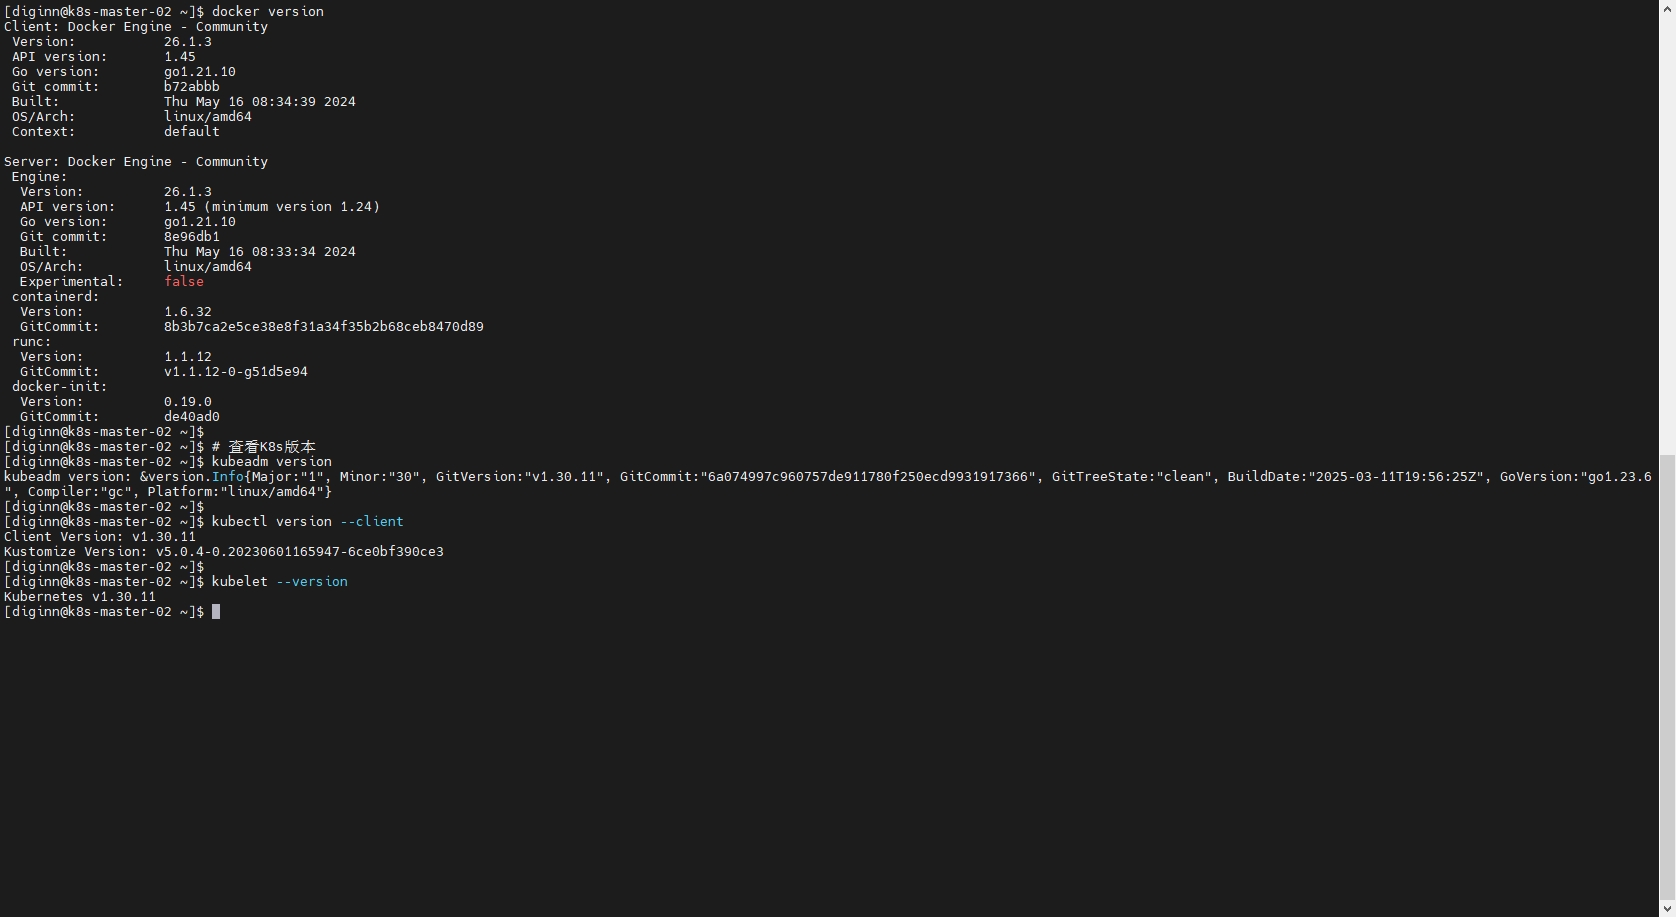 [diginn@k8s-master-02 ~]$ docker version
Client: Docker Engine - Community
 Version:           26.1.3
 API version:       1.45
 Go version:        go1.21.10
 Git commit:        b72abbb
 Built:             Thu May 16 08:34:39 2024
 OS/Arch:           linux/amd64
 Context:           default

Server: Docker Engine - Community
 Engine:
  Version:          26.1.3
  API version:      1.45 (minimum version 1.24)
  Go version:       go1.21.10
  Git commit:       8e96db1
  Built:            Thu May 16 08:33:34 2024
  OS/Arch:          linux/amd64
  Experimental:     false
 containerd:
  Version:          1.6.32
  GitCommit:        8b3b7ca2e5ce38e8f31a34f35b2b68ceb8470d89
 runc:
  Version:          1.1.12
  GitCommit:        v1.1.12-0-g51d5e94
 docker-init:
  Version:          0.19.0
  GitCommit:        de40ad0
[diginn@k8s-master-02 ~]$
[diginn@k8s-master-02 ~]$ # 查看K8s版本
[diginn@k8s-master-02 ~]$ kubeadm version
kubeadm version: &version.Info{Major:"1", Minor:"30", GitVersion:"v1.30.11", GitCommit:"6a074997c960757de911780f250ecd9931917366", GitTreeState:"clean", BuildDate:"2025-03-11T19:56:25Z", GoVersion:"go1.23.6
", Compiler:"gc", Platform:"linux/amd64"}
[diginn@k8s-master-02 ~]$
[diginn@k8s-master-02 ~]$ kubectl version --client
Client Version: v1.30.11
Kustomize Version: v5.0.4-0.20230601165947-6ce0bf390ce3
[diginn@k8s-master-02 ~]$
[diginn@k8s-master-02 ~]$ kubelet --version
Kubernetes v1.30.11
[diginn@k8s-master-02 ~]$